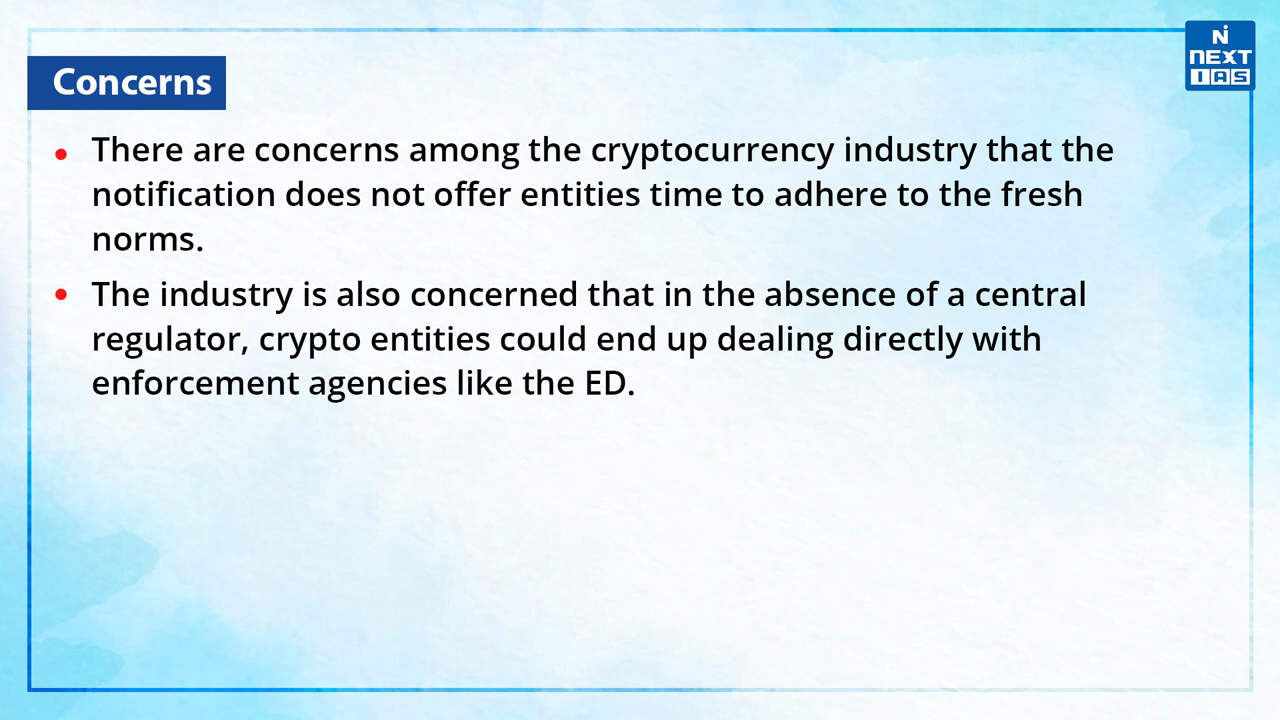 Concerns
N
NEXT
IAS
• There are concerns among the cryptocurrency industry that the
notification does not offer entities time to adhere to the fresh
norms.
• The industry is also concerned that in the absence of a central
regulator, crypto entities could end up dealing directly with
enforcement agencies like the ED.